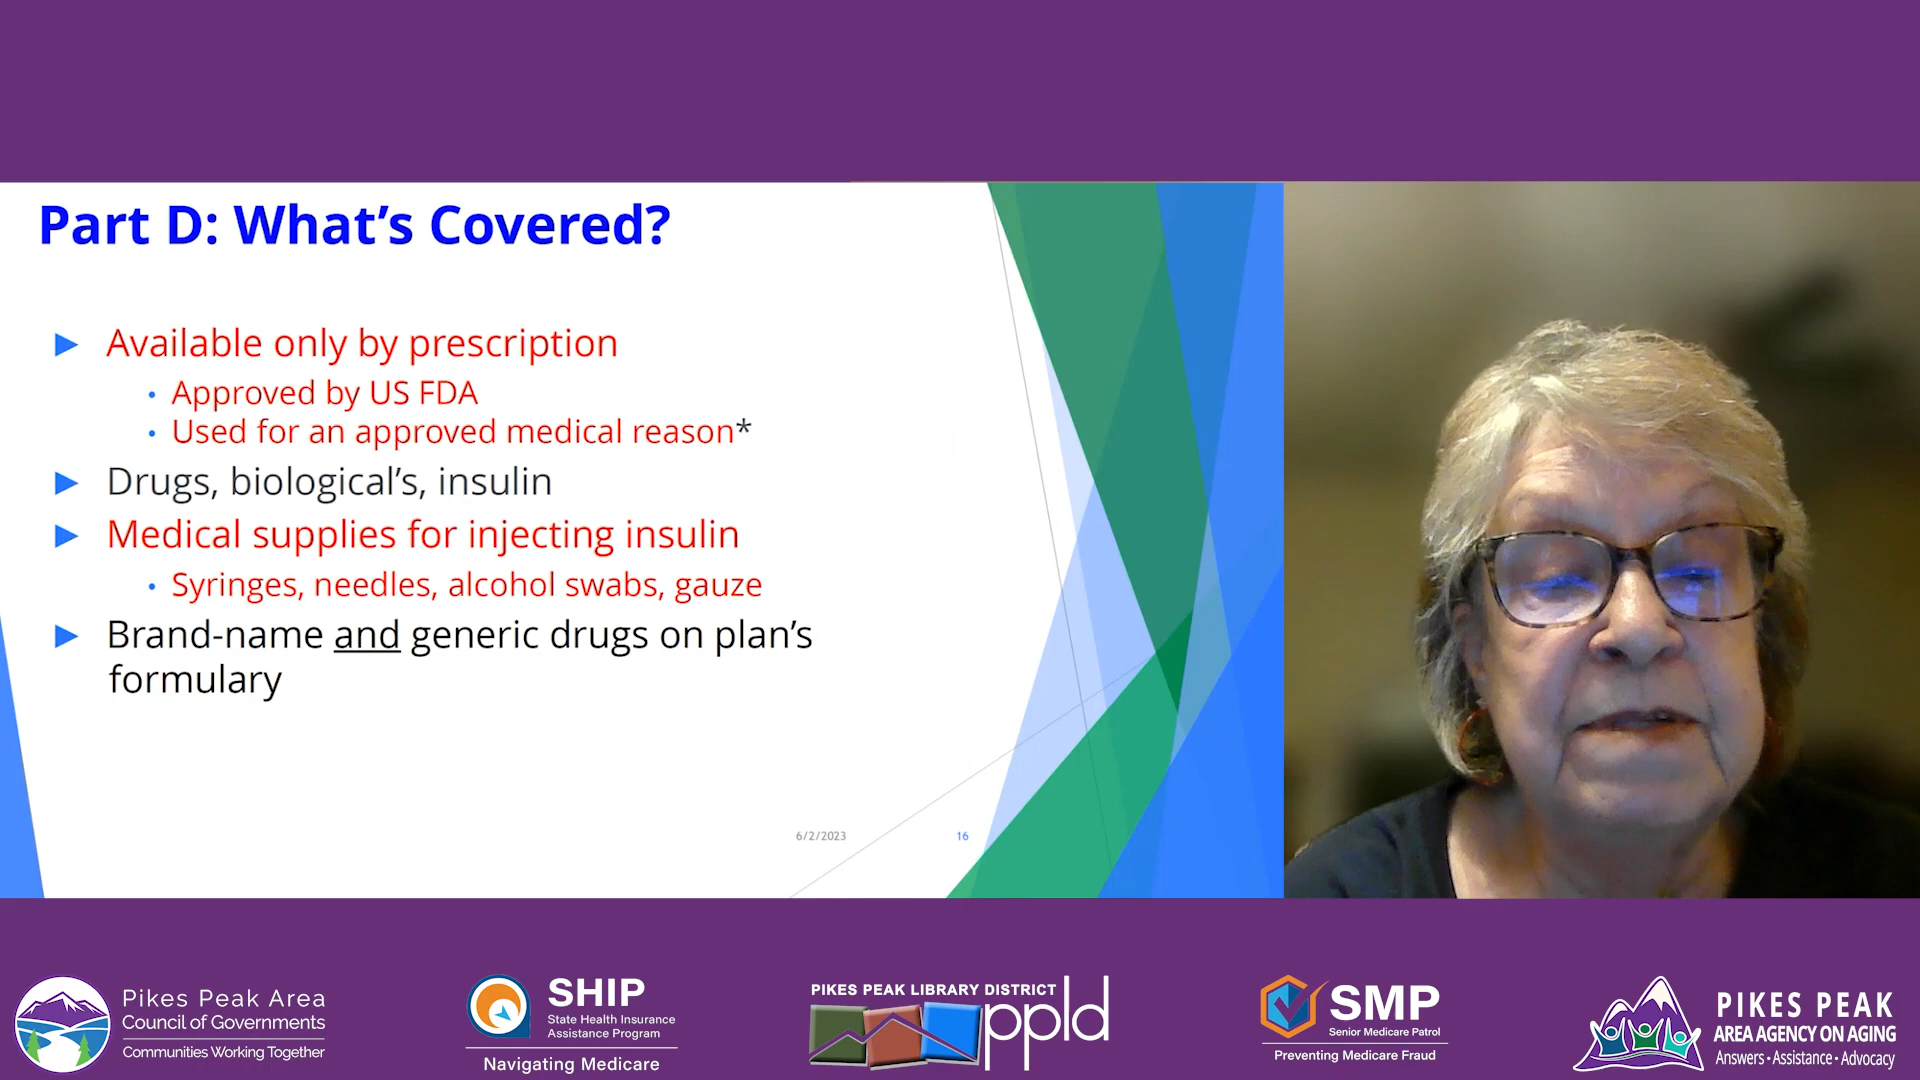 Part D: What's Covered?
Available only by prescription
Approved by US FDA
Used for an approved medical reason*
Drugs, biological's, insulin
Medical supplies for injecting insulin
Syringes, needles, alcohol swabs, gauze
Brand-name and generic drugs on plan's
formulary
6/2/2023
16
Pikes Peak Area
Council of Governments
Communities Working Together
SHIP
State Health Insurance
Assistance Program
Navigating Medicare
PIKES PEAK LIBRARY DISTRICT
ppld
SMP
Senior Medicare Patrol
Preventing Medicare Fraud
PIKES PEAK
AREA AGENCY ON AGING
Answers • Assistance • Advocacy